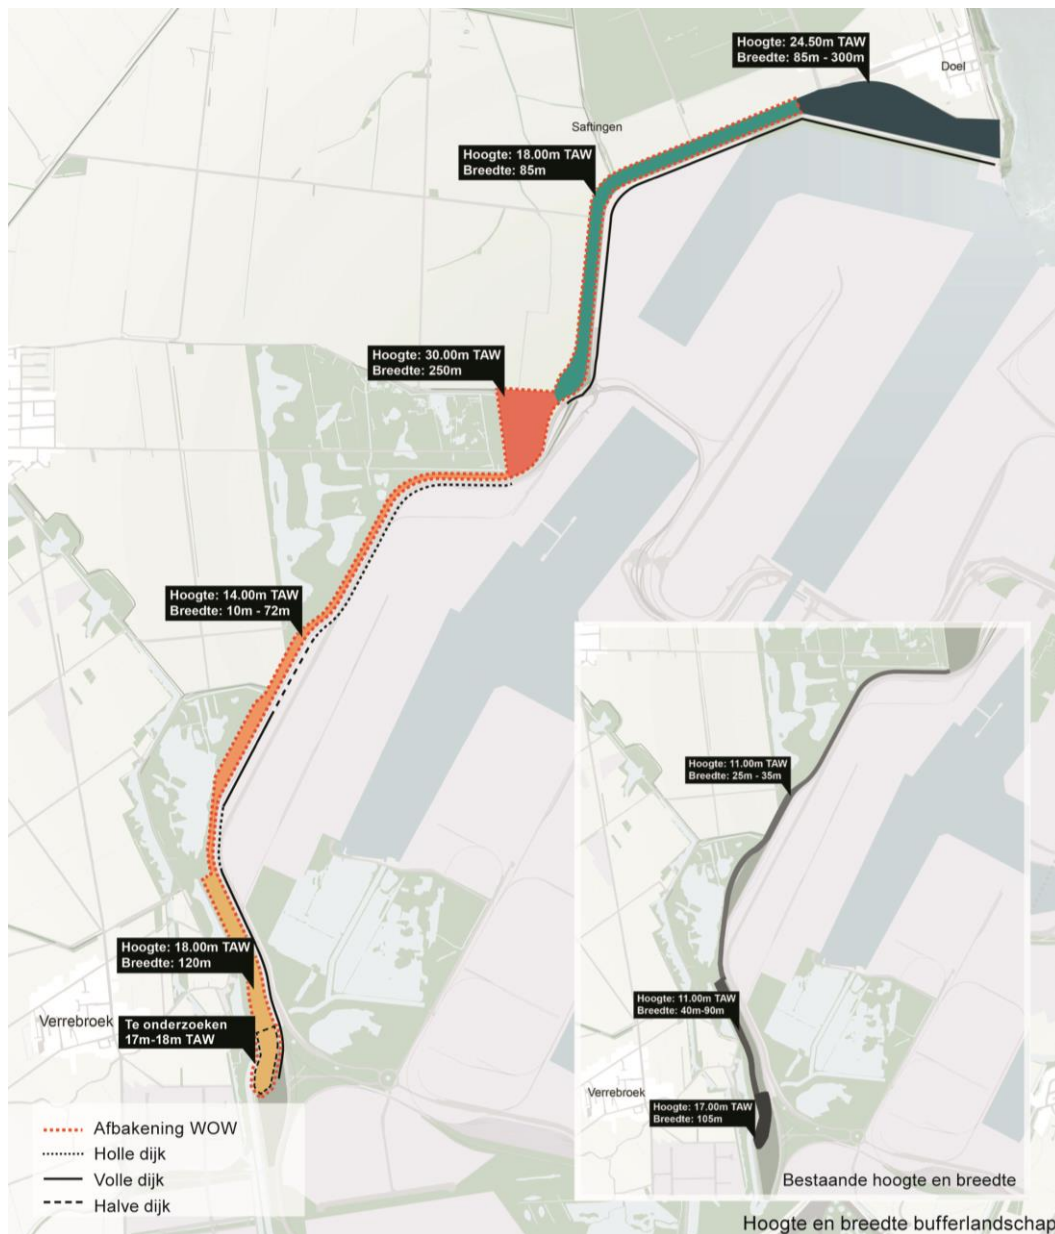 Hoogte: 24.50m TAW
Breedte: 85m - 300m
Doel
Saftingen
Hoogte: 18.00m TAW
Breedte: 85m
Hoogte: 30.00m TAW
Breedte: 250m
Hoogte: 14.00m TAW
Breedte: 10m - 72m
Hoogte: 18.00m TAW
Breedte: 120m
Verrebroek
Te onderzoeken
17m-18m TAW
Afbakening WOW
Holle dijk
Volle dijk
Halve dijk
Hoogte: 11.00m TAW
Breedte: 25m - 35m
Hoogte: 11.00m TAW
Breedte: 40m-90m
Verrebroek
Hoogte: 17.00m TAW
Breedte: 105m
Bestaande hoogte en breedte
Hoogte en breedte bufferlandschap